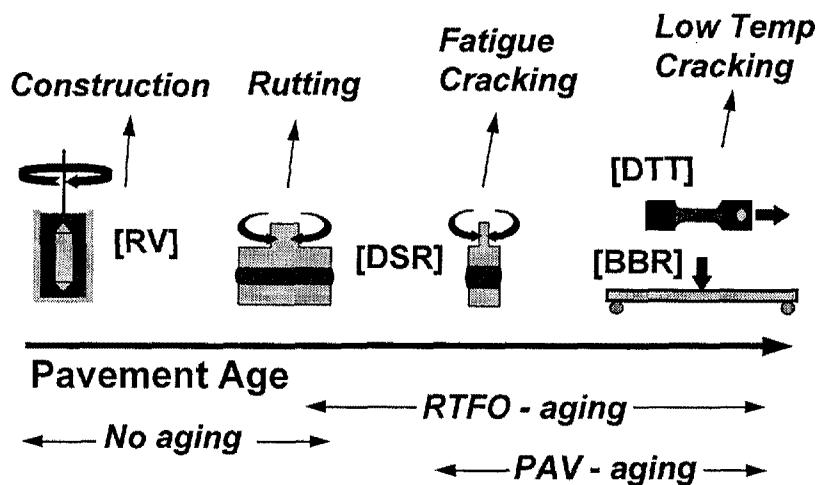 Construction
Rutting
Fatigue
Cracking
Low Temp
Cracking
[RV]
[DSR]
[DTT]
[BBR]
Pavement Age
RTFO - aging
No aging
PAV - aging